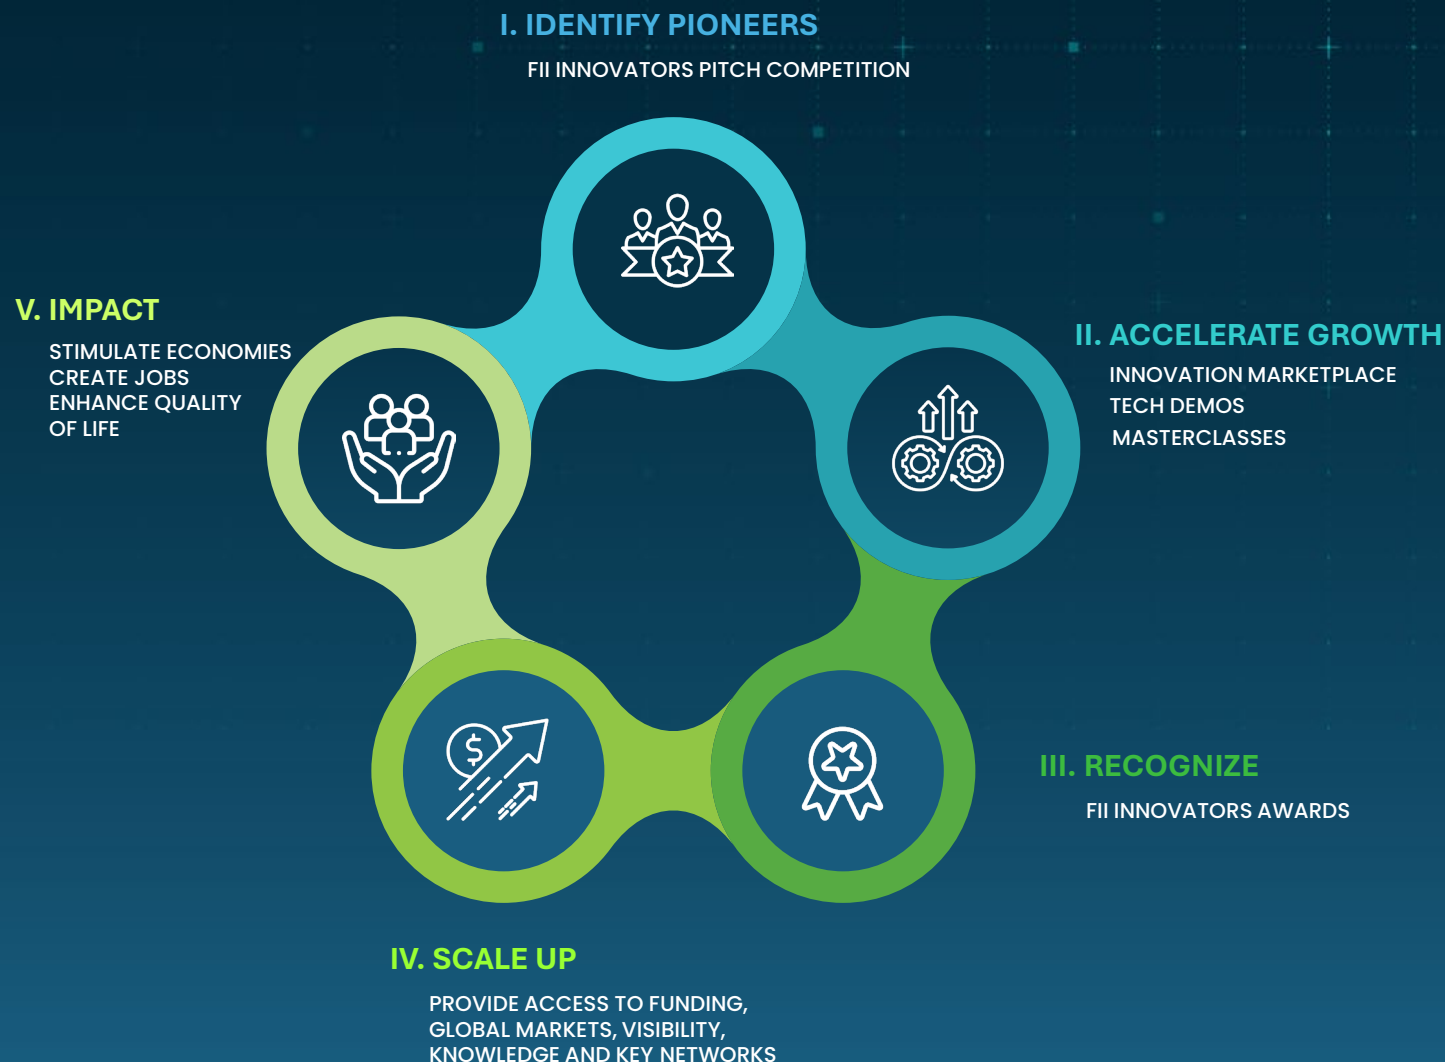 I. IDENTIFY PIONEERS
FII INNOVATORS PITCH COMPETITION
II. ACCELERATE GROWTH
INNOVATION MARKETPLACE
TECH DEMOS
MASTERCLASSES
III. RECOGNIZE
FII INNOVATORS AWARDS
IV. SCALE UP
PROVIDE ACCESS TO FUNDING,
GLOBAL MARKETS, VISIBILITY,
KNOWLEDGE AND KEY NETWORKS
V. IMPACT
STIMULATE ECONOMIES
CREATE JOBS
ENHANCE QUALITY
OF LIFE
$